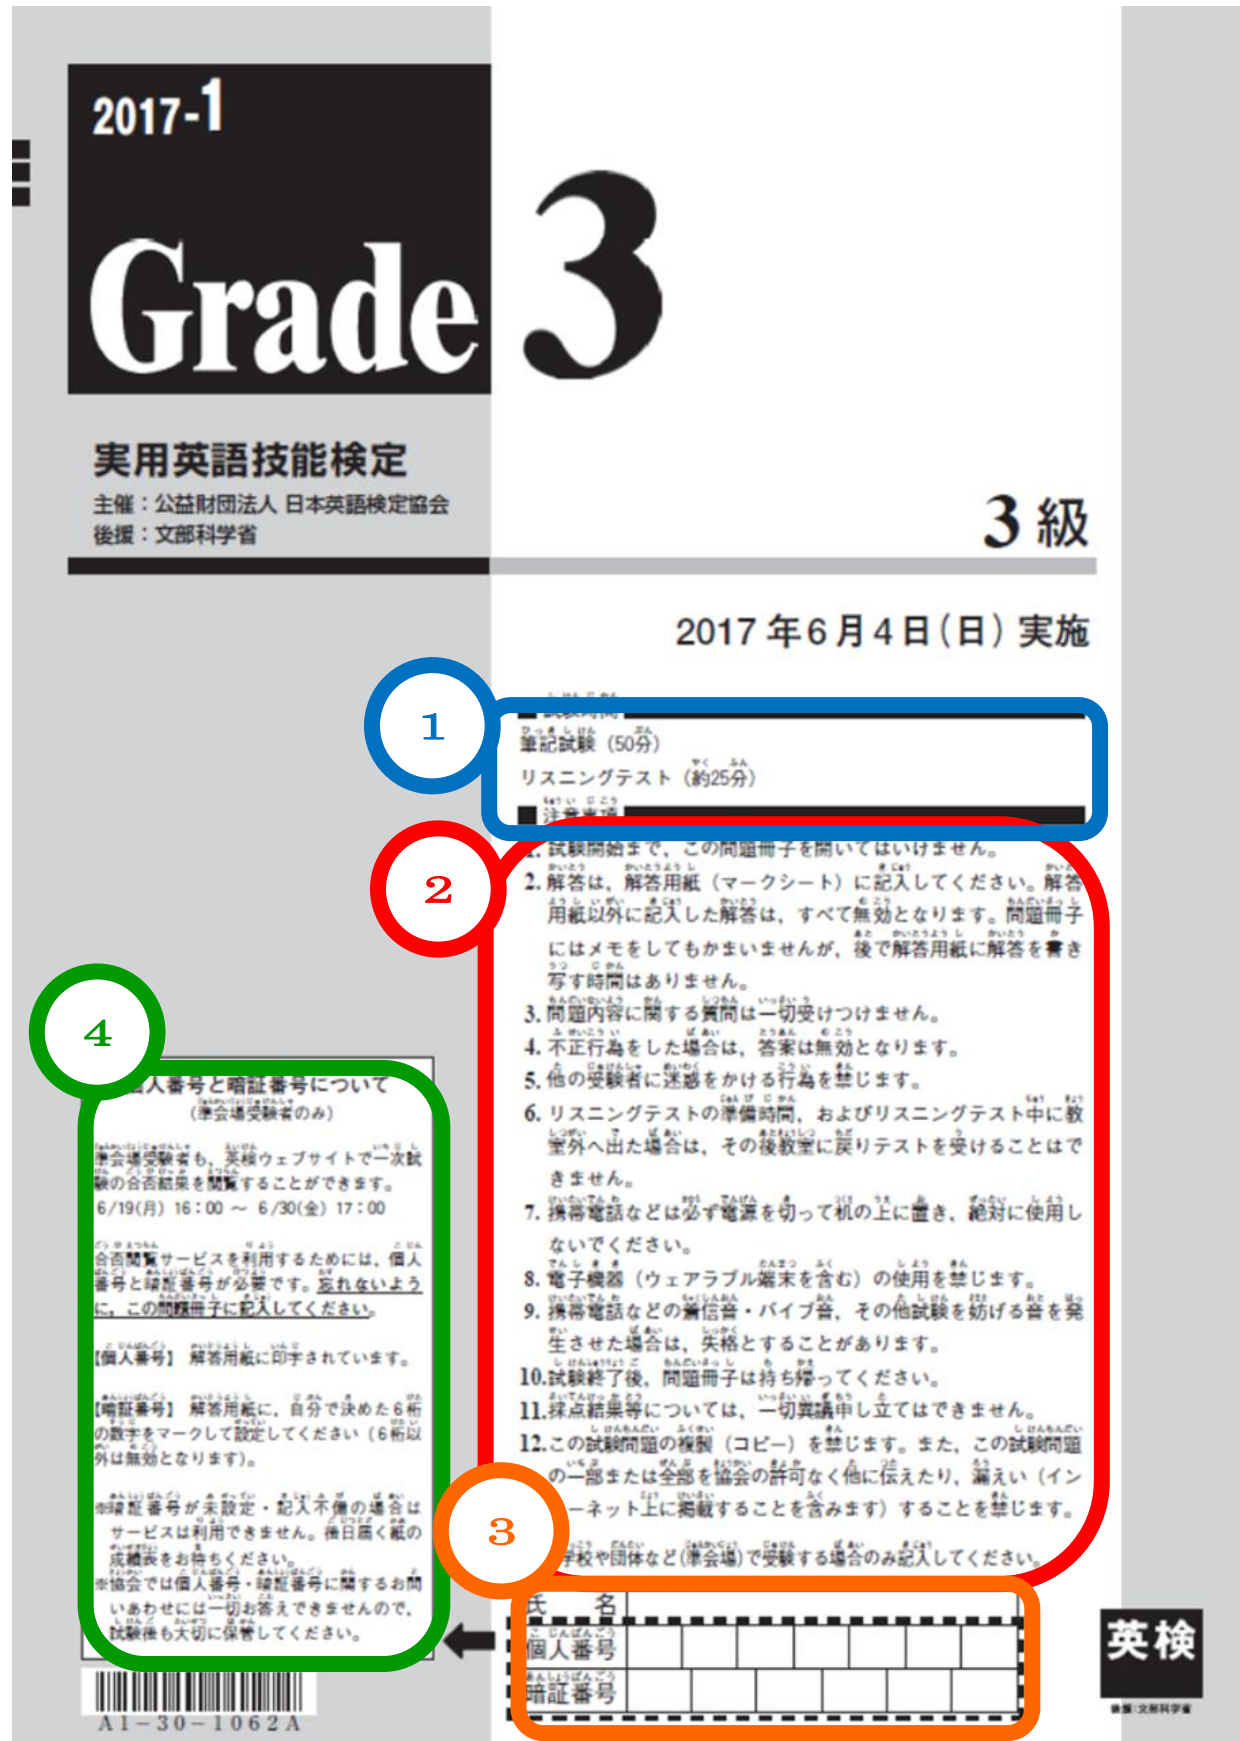 2017-1
Grade 3
実用英語技能検定
主催：公益財団法人 日本英語検定協会
後援：文部科学省
3級
2017年6月4日（日）実施
1
試験時間
筆記試験（50分）
リスニングテスト（約25分）
注意事項
2
1. 試験開始まで，この問題冊子を開いてはいけません。
2. 解答は，解答用紙（マークシート）に記入してください。解答
用紙以外に記入した解答は，すべて無効となります。問題冊子
にはメモをしてもかまいませんが，後で解答用紙に解答を書き
写す時間はありません。
3. 問題内容に関する質問は一切受けつけません。
4. 不正行為をした場合は，答案は無効となります。
5. 他の受験者に迷惑をかける行為を禁じます。
6. リスニングテストの準備時間，およびリスニングテスト中に教
室外へ出た場合は，その後教室に戻りテストを受けることはで
きません。
7. 携帯電話などは必ず電源を切って机の上に置き，絶対に使用し
ないでください。
8. 電子機器（ウェアラブル端末を含む）の使用を禁じます。
9. 携帯電話などの着信音・バイブ音，その他試験を妨げる音を発
生させた場合は，失格とすることがあります。
10.試験終了後，問題冊子は持ち帰ってください。
11.採点結果等については，一切異議申し立てはできません。
12.この試験問題の複製（コピー）を禁じます。また，この試験問題
の一部または全部を協会の許可なく他に伝えたり，漏えい（イン
ーネット上に掲載することを含みます）することを禁じます。
学校や団体など(準会場)で受験する場合のみ記入してください。
3
氏 名
個人番号
暗証番号
4
個人番号と暗証番号について
（準会場受験者のみ）
準会場受験者も，英検ウェブサイトで一次試
験の合否結果を閲覧することができます。
6/19(月) 16：00 ～ 6/30(金) 17：00
合否閲覧サービスを利用するためには，個人
番号と暗証番号が必要です。忘れないよう
に，この問題冊子に記入してください。
【個人番号】 解答用紙に印字されています。
【暗証番号】 解答用紙に，自分で決めた6桁
の数字をマークして設定してください（6桁以
外は無効となります）。
※暗証番号が未設定・記入不備の場合は
サービスは利用できません。後日届く紙の
成績表をお待ちください。
※協会では個人番号・暗証番号に関するお問
いあわせには一切お答えできませんので，
試験後も大切に保管してください。
A1-30-1062A
英検
後援:文部科学省